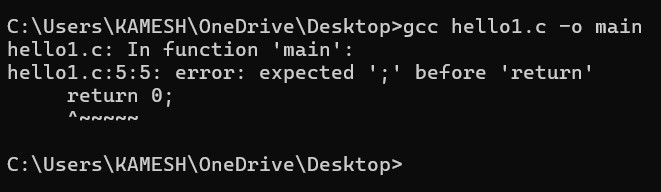 C:\Users\KAMESH\OneDrive\Desktop>gcc hello1.c -o main
hello1.c: In function 'main':
hello1.c:5:5: error: expected ';' before 'return'
     return 0;
     ^~~~~~
C:\Users\KAMESH\OneDrive\Desktop>